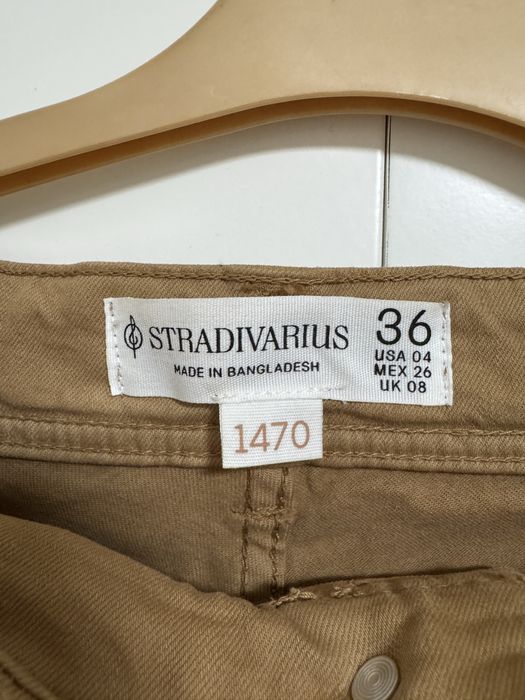 STRADIVARIUS
MADE IN BANGLADESH
36
USA 04
MEX 26
UK 08
1470